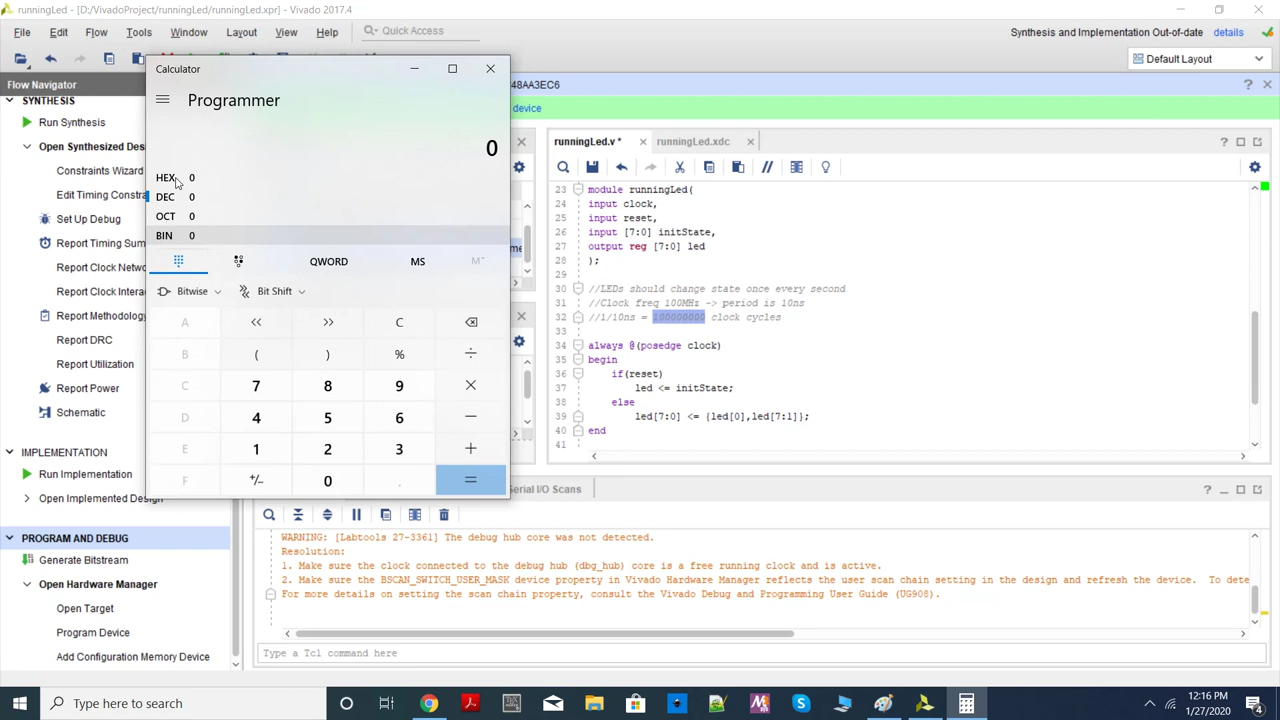 runningLed - [D:/VivadoProject/runningLed/runningLed.xpr] - Vivado 2017.4
File Edit Flow Tools Window Layout View Help Quick Access
Synthesis and Implementation Out-of-date details
Default Layout
Flow Navigator
48AA3EC6
device
SYNTHESIS
Run Synthesis
Open Synthesized Des
Constraints Wizard
Edit Timing Constra
Set Up Debug
Report Timing Sum
Report Clock Netwo
Report Clock Intera
Report Methodology
Report DRC
Report Utilization
Report Power
Schematic
IMPLEMENTATION
Run Implementation
Open Implemented Design
PROGRAM AND DEBUG
Generate Bitstream
Open Hardware Manager
Open Target
Program Device
Add Configuration Memory Device
Calculator
Programmer
0
HEX 0
DEC 0
OCT 0
BIN 0
QWORD MS M˅
Bitwise Bit Shift
A << >> C
B ( ) % ÷
C 7 8 9 ×
D 4 5 6 −
E 1 2 3 +
F +/− 0 . =
me
runningLed.v * runningLed.xdc
23 module runningLed(
24 input clock,
25 input reset,
26 input [7:0] initState,
27 output reg [7:0] led
28 );
29
30 //LEDs should change state once every second
31 //Clock freq 100MHz -> period is 10ns
32 //1/10ns = 100000000 clock cycles
33
34 always @(posedge clock)
35 begin
36 if(reset)
37 led <= initState;
38 else
39 led[7:0] <= {led[0],led[7:1]};
40 end
41
Serial I/O Scans
WARNING: [Labtools 27-3361] The debug hub core was not detected.
Resolution:
1. Make sure the clock connected to the debug hub (dbg_hub) core is a free running clock and is active.
2. Make sure the BSCAN_SWITCH_USER_MASK device property in Vivado Hardware Manager reflects the user scan chain setting in the design and refresh the device. To dete
For more details on setting the scan chain property, consult the Vivado Debug and Programming User Guide (UG908).
Type a Tcl command here
Type here to search
12:16 PM
1/27/2020
4